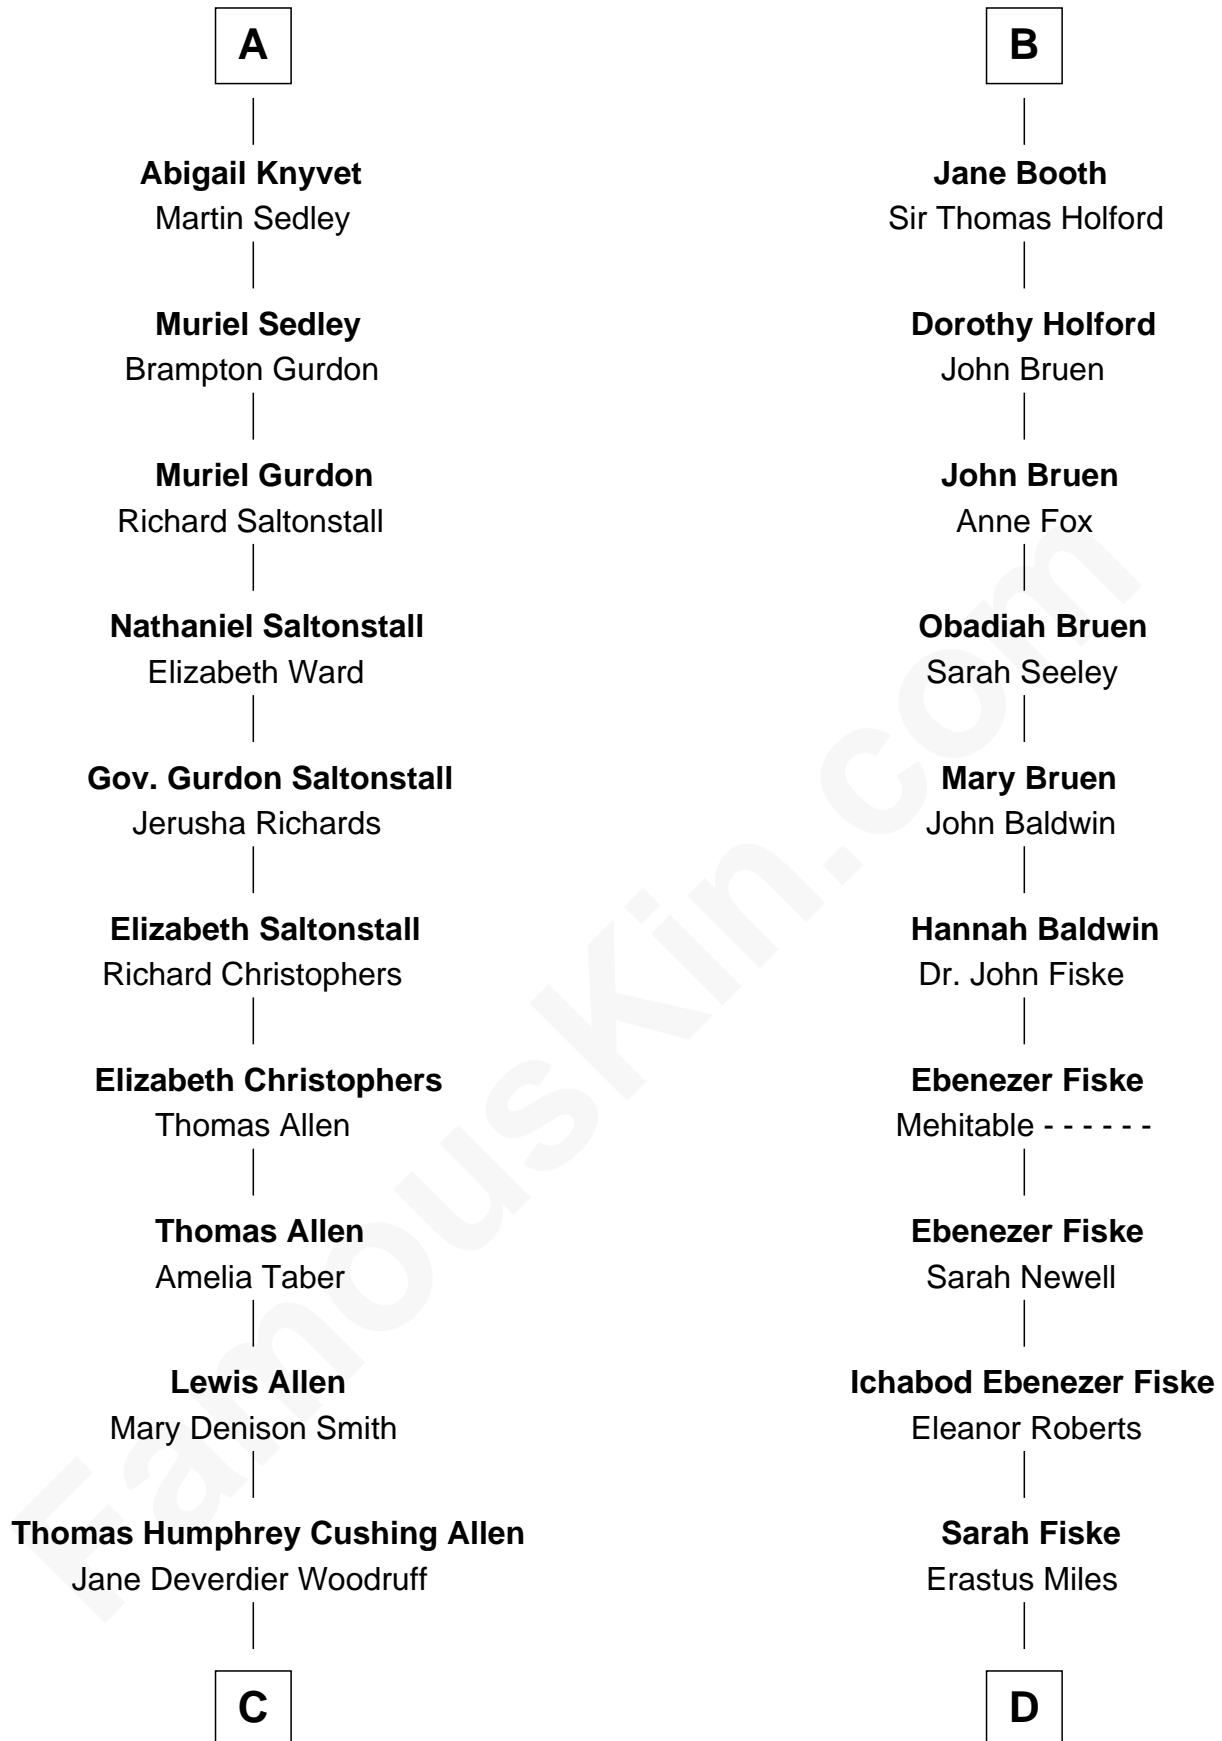 A
Abigail Knyvet
Martin Sedley
Muriel Sedley
Brampton Gurdon
Muriel Gurdon
Richard Saltonstall
Nathaniel Saltonstall
Elizabeth Ward
Gov. Gurdon Saltonstall
Jerusha Richards
Elizabeth Saltonstall
Richard Christophers
Elizabeth Christophers
Thomas Allen
Thomas Allen
Amelia Taber
Lewis Allen
Mary Denison Smith
Thomas Humphrey Cushing Allen
Jane Deverdier Woodruff
C
B
Jane Booth
Sir Thomas Holford
Dorothy Holford
John Bruen
John Bruen
Anne Fox
Obadiah Bruen
Sarah Seeley
Mary Bruen
John Baldwin
Hannah Baldwin
Dr. John Fiske
Ebenezer Fiske
Mehitable - - - - - -
Ebenezer Fiske
Sarah Newell
Ichabod Ebenezer Fiske
Eleanor Roberts
Sarah Fiske
Erastus Miles
D
FamousKin.com